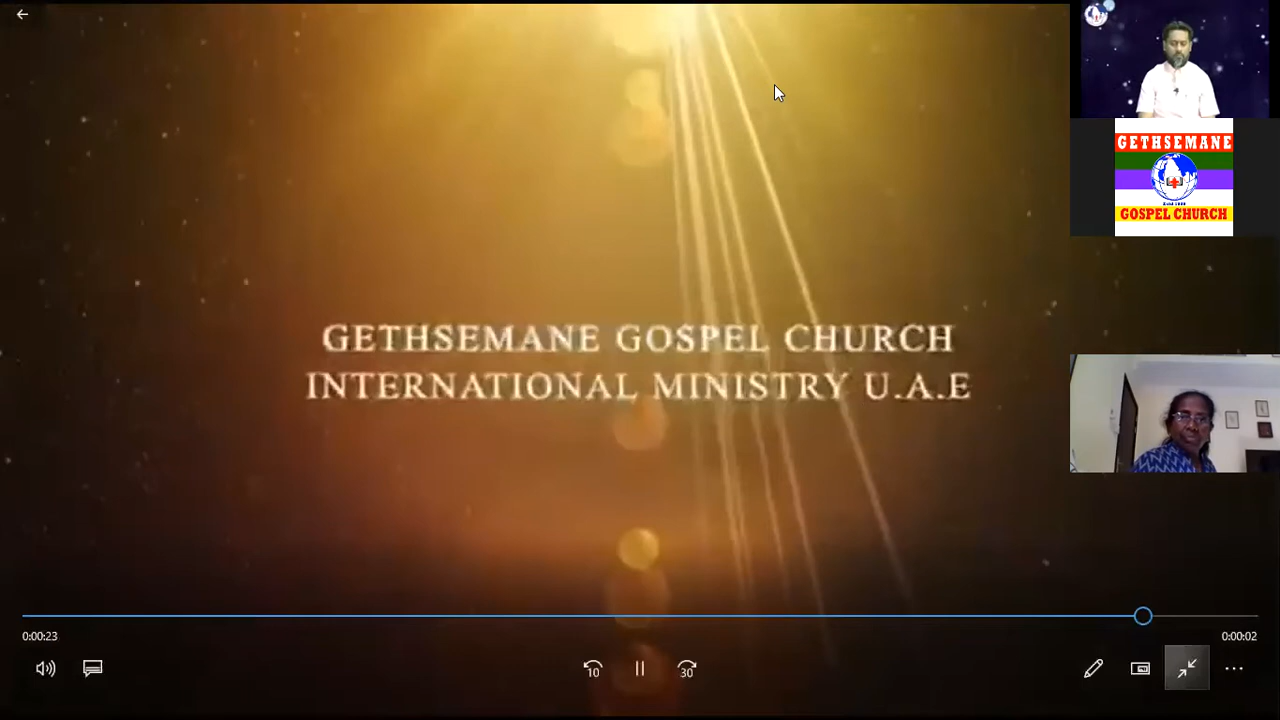 GETHSEMANE GOSPEL CHURCH
INTERNATIONAL MINISTRY U.A.E
GETHSEMANE
GOSPEL CHURCH
0:00:23
0:00:02
10
30